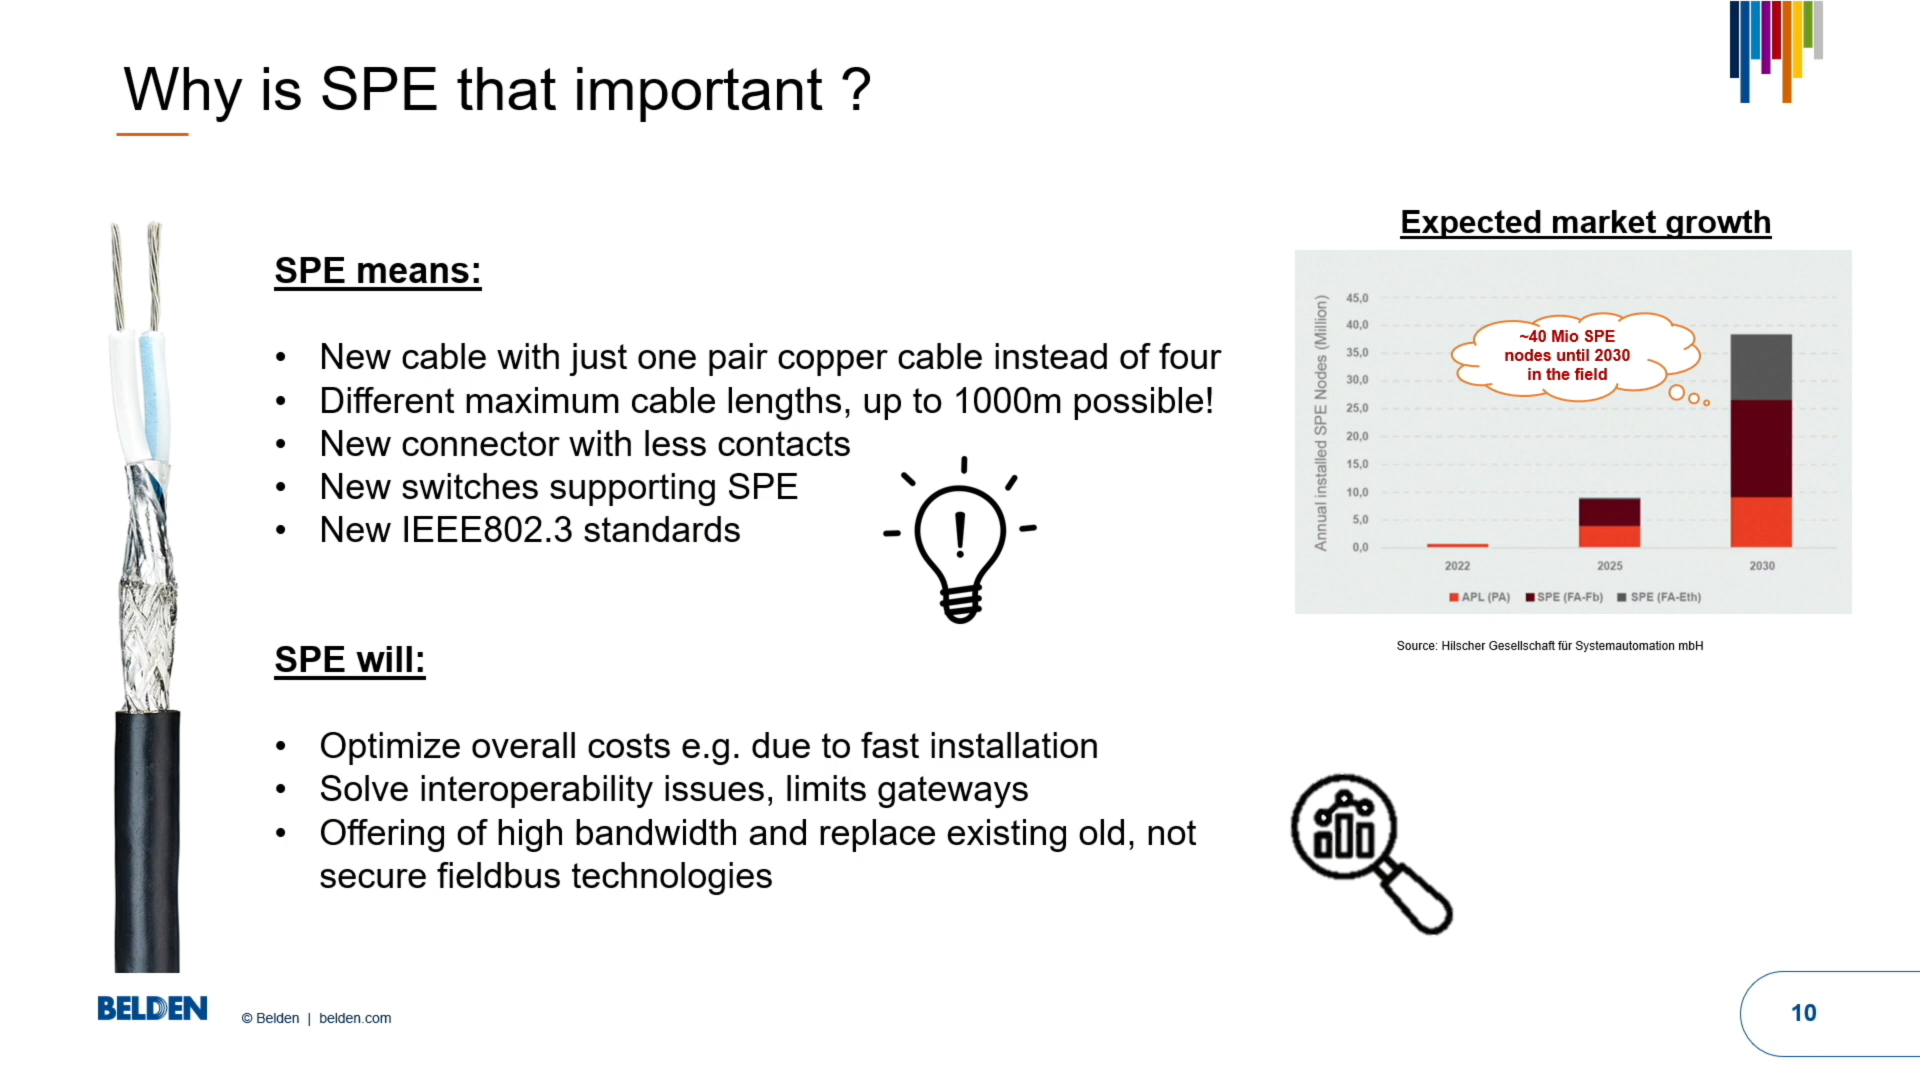 Why is SPE that important ?
SPE means:
• New cable with just one pair copper cable instead of four
• Different maximum cable lengths, up to 1000m possible!
• New connector with less contacts
• New switches supporting SPE
• New IEEE802.3 standards
SPE will:
• Optimize overall costs e.g. due to fast installation
• Solve interoperability issues, limits gateways
• Offering of high bandwidth and replace existing old, not
secure fieldbus technologies
Expected market growth
Annual installed SPE Nodes (Million)
45,0
40,0
35,0
30,0
25,0
20,0
15,0
10,0
5,0
0,0
~40 Mio SPE
nodes until 2030
in the field
2022 2025 2030
APL (PA) SPE (FA-Fb) SPE (FA-Eth)
Source: Hilscher Gesellschaft für Systemautomation mbH
BELDEN
© Belden | belden.com
10